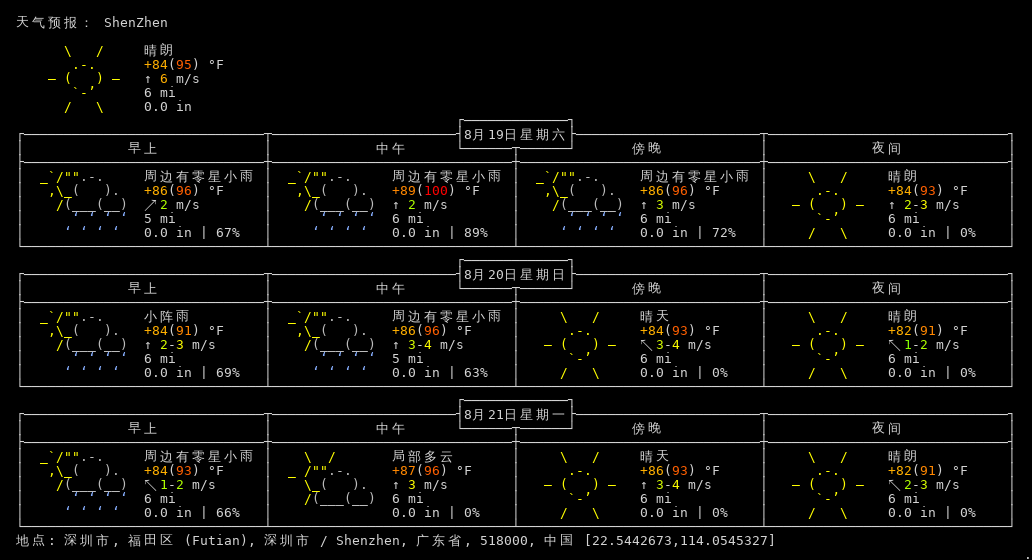 天气预报： ShenZhen
晴朗
+84(95) °F
↑ 6 m/s
6 mi
0.0 in
8月19日星期六
早上 中午 傍晚 夜间
周边有零星小雨 周边有零星小雨 周边有零星小雨 晴朗
+86(96) °F +89(100) °F +86(96) °F +84(93) °F
↗2 m/s ↑ 2 m/s ↑ 3 m/s ↑ 2-3 m/s
5 mi 6 mi 6 mi 6 mi
0.0 in | 67% 0.0 in | 89% 0.0 in | 72% 0.0 in | 0%
8月20日星期日
早上 中午 傍晚 夜间
小阵雨 周边有零星小雨 晴天 晴朗
+84(91) °F +86(96) °F +84(93) °F +82(91) °F
↑ 2-3 m/s ↑ 3-4 m/s ↖3-4 m/s ↖1-2 m/s
6 mi 5 mi 6 mi 6 mi
0.0 in | 69% 0.0 in | 63% 0.0 in | 0% 0.0 in | 0%
8月21日星期一
早上 中午 傍晚 夜间
周边有零星小雨 局部多云 晴天 晴朗
+84(93) °F +87(96) °F +86(93) °F +82(91) °F
↖1-2 m/s ↑ 3 m/s ↑ 3-4 m/s ↖2-3 m/s
6 mi 6 mi 6 mi 6 mi
0.0 in | 66% 0.0 in | 0% 0.0 in | 0% 0.0 in | 0%
地点: 深圳市, 福田区 (Futian), 深圳市 / Shenzhen, 广东省, 518000, 中国 [22.5442673,114.0545327]